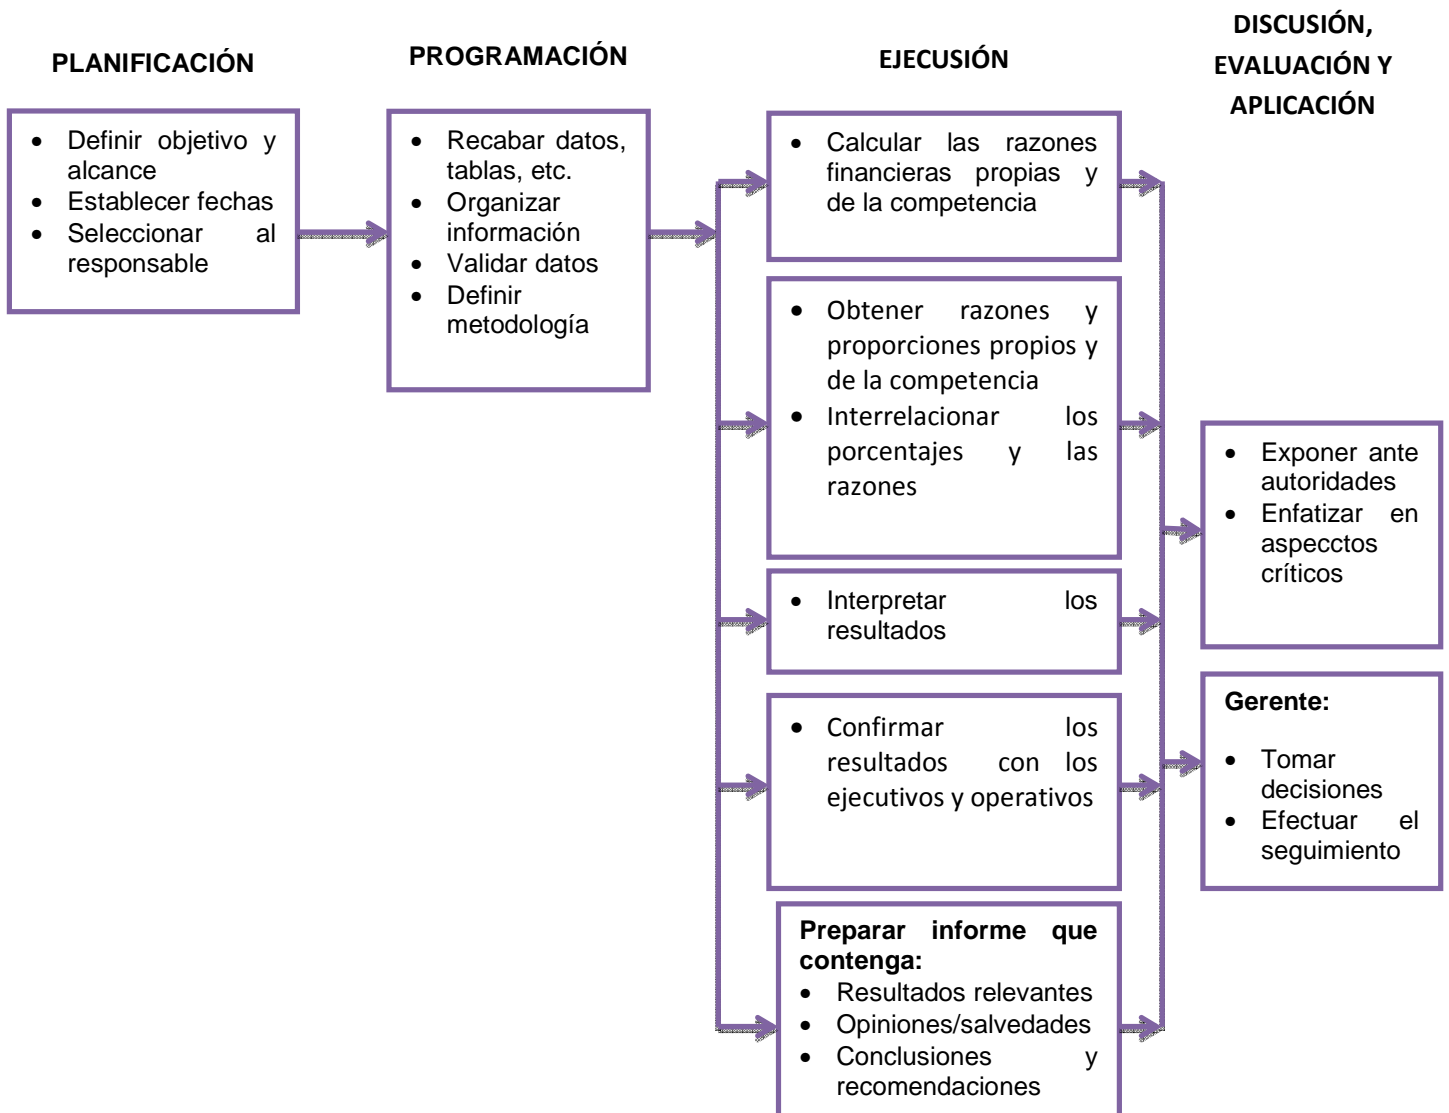 PLANIFICACIÓN
• Definir objetivo y
alcance
• Establecer fechas
• Seleccionar al
responsable
PROGRAMACIÓN
• Recabar datos,
tablas, etc.
• Organizar
información
• Validar datos
• Definir
metodología
EJECUSIÓN
• Calcular las razones
financieras propias y
de la competencia
• Obtener razones y
proporciones propios y
de la competencia
• Interrelacionar los
porcentajes y las
razones
• Interpretar los
resultados
• Confirmar los
resultados con los
ejecutivos y operativos
Preparar informe que
contenga:
• Resultados relevantes
• Opiniones/salvedades
• Conclusiones y
recomendaciones
DISCUSIÓN,
EVALUACIÓN Y
APLICACIÓN
• Exponer ante
autoridades
• Enfatizar en
aspecctos
críticos
Gerente:
• Tomar
decisiones
• Efectuar el
seguimiento